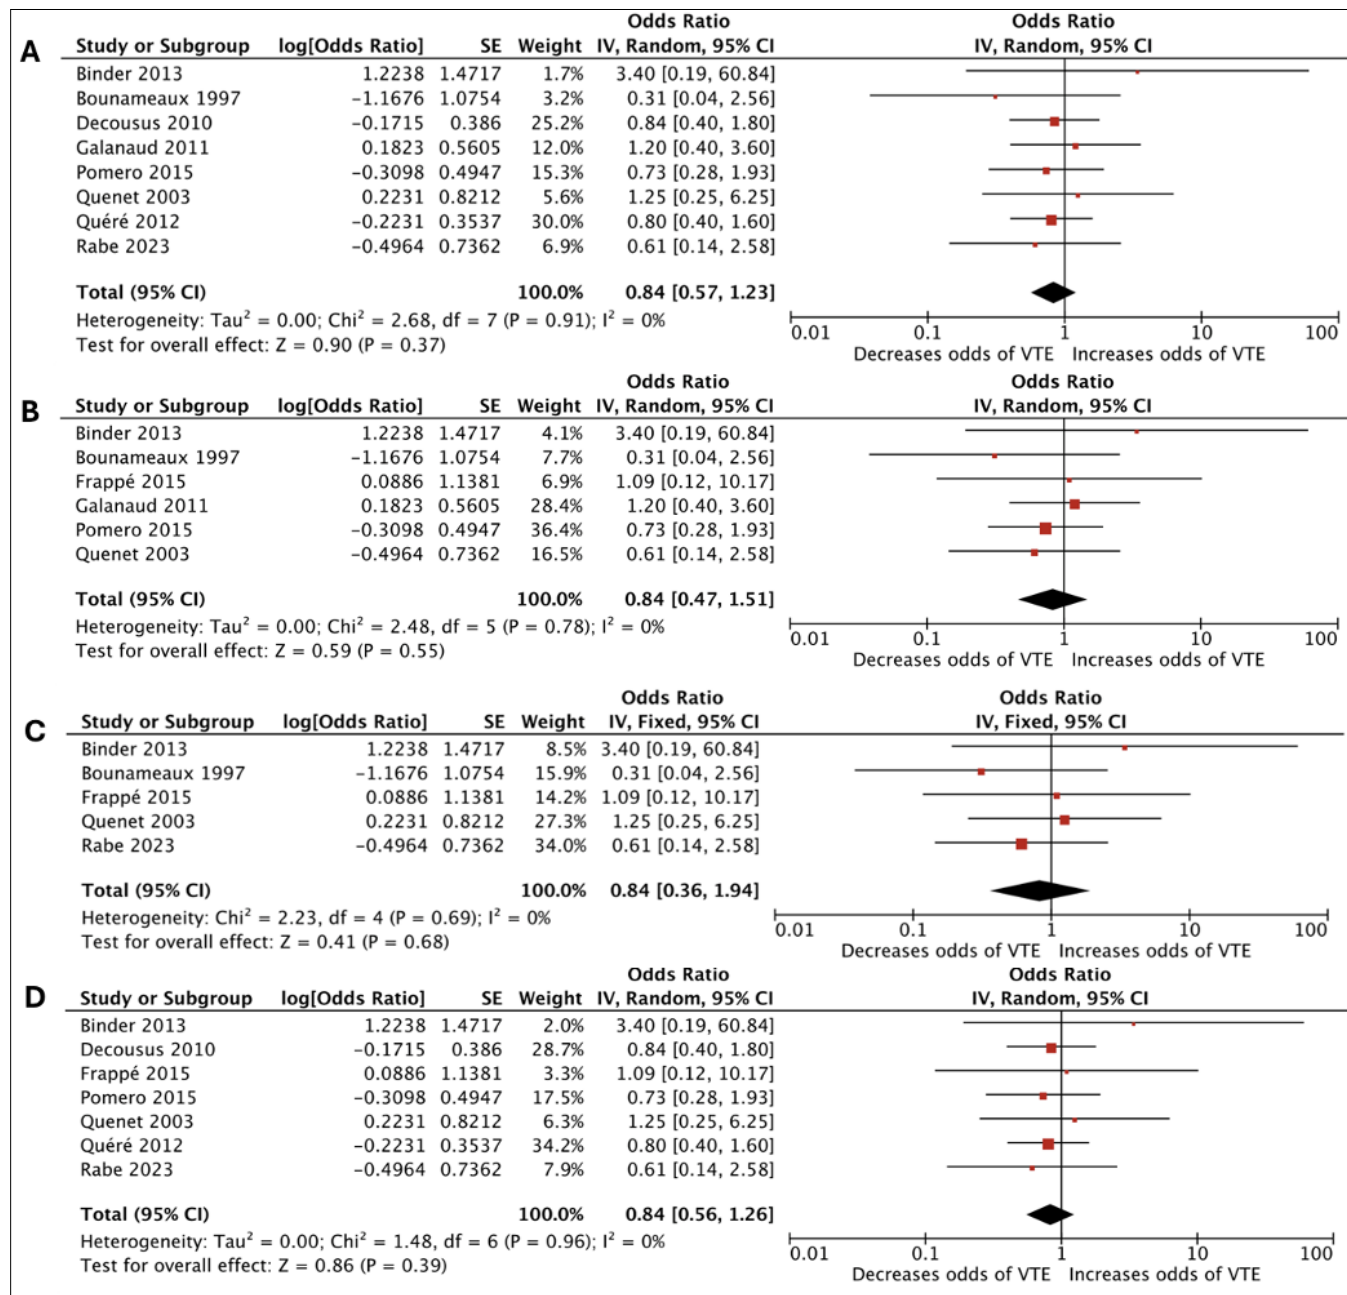 Odds Ratio Odds Ratio
A Study or Subgroup log[Odds Ratio] SE Weight IV, Random, 95% CI IV, Random, 95% CI
Binder 2013 1.2238 1.4717 1.7% 3.40 [0.19, 60.84]
Bounameaux 1997 −1.1676 1.0754 3.2% 0.31 [0.04, 2.56]
Decousus 2010 −0.1715 0.386 25.2% 0.84 [0.40, 1.80]
Galanaud 2011 0.1823 0.5605 12.0% 1.20 [0.40, 3.60]
Pomero 2015 −0.3098 0.4947 15.3% 0.73 [0.28, 1.93]
Quenet 2003 0.2231 0.8212 5.6% 1.25 [0.25, 6.25]
Quéré 2012 −0.2231 0.3537 30.0% 0.80 [0.40, 1.60]
Rabe 2023 −0.4964 0.7362 6.9% 0.61 [0.14, 2.58]
Total (95% CI) 100.0% 0.84 [0.57, 1.23]
Heterogeneity: Tau² = 0.00; Chi² = 2.68, df = 7 (P = 0.91); I² = 0%
Test for overall effect: Z = 0.90 (P = 0.37)
0.01 0.1 1 10 100
Decreases odds of VTE Increases odds of VTE
Odds Ratio Odds Ratio
B Study or Subgroup log[Odds Ratio] SE Weight IV, Random, 95% CI IV, Random, 95% CI
Binder 2013 1.2238 1.4717 4.1% 3.40 [0.19, 60.84]
Bounameaux 1997 −1.1676 1.0754 7.7% 0.31 [0.04, 2.56]
Frappé 2015 0.0886 1.1381 6.9% 1.09 [0.12, 10.17]
Galanaud 2011 0.1823 0.5605 28.4% 1.20 [0.40, 3.60]
Pomero 2015 −0.3098 0.4947 36.4% 0.73 [0.28, 1.93]
Quenet 2003 −0.4964 0.7362 16.5% 0.61 [0.14, 2.58]
Total (95% CI) 100.0% 0.84 [0.47, 1.51]
Heterogeneity: Tau² = 0.00; Chi² = 2.48, df = 5 (P = 0.78); I² = 0%
Test for overall effect: Z = 0.59 (P = 0.55)
0.01 0.1 1 10 100
Decreases odds of VTE Increases odds of VTE
Odds Ratio Odds Ratio
C Study or Subgroup log[Odds Ratio] SE Weight IV, Fixed, 95% CI IV, Fixed, 95% CI
Binder 2013 1.2238 1.4717 8.5% 3.40 [0.19, 60.84]
Bounameaux 1997 −1.1676 1.0754 15.9% 0.31 [0.04, 2.56]
Frappé 2015 0.0886 1.1381 14.2% 1.09 [0.12, 10.17]
Quenet 2003 0.2231 0.8212 27.3% 1.25 [0.25, 6.25]
Rabe 2023 −0.4964 0.7362 34.0% 0.61 [0.14, 2.58]
Total (95% CI) 100.0% 0.84 [0.36, 1.94]
Heterogeneity: Chi² = 2.23, df = 4 (P = 0.69); I² = 0%
Test for overall effect: Z = 0.41 (P = 0.68)
0.01 0.1 1 10 100
Decreases odds of VTE Increases odds of VTE
Odds Ratio Odds Ratio
D Study or Subgroup log[Odds Ratio] SE Weight IV, Random, 95% CI IV, Random, 95% CI
Binder 2013 1.2238 1.4717 2.0% 3.40 [0.19, 60.84]
Decousus 2010 −0.1715 0.386 28.7% 0.84 [0.40, 1.80]
Frappé 2015 0.0886 1.1381 3.3% 1.09 [0.12, 10.17]
Pomero 2015 −0.3098 0.4947 17.5% 0.73 [0.28, 1.93]
Quenet 2003 0.2231 0.8212 6.3% 1.25 [0.25, 6.25]
Quéré 2012 −0.2231 0.3537 34.2% 0.80 [0.40, 1.60]
Rabe 2023 −0.4964 0.7362 7.9% 0.61 [0.14, 2.58]
Total (95% CI) 100.0% 0.84 [0.56, 1.26]
Heterogeneity: Tau² = 0.00; Chi² = 1.48, df = 6 (P = 0.96); I² = 0%
Test for overall effect: Z = 0.86 (P = 0.39)
0.01 0.1 1 10 100
Decreases odds of VTE Increases odds of VTE